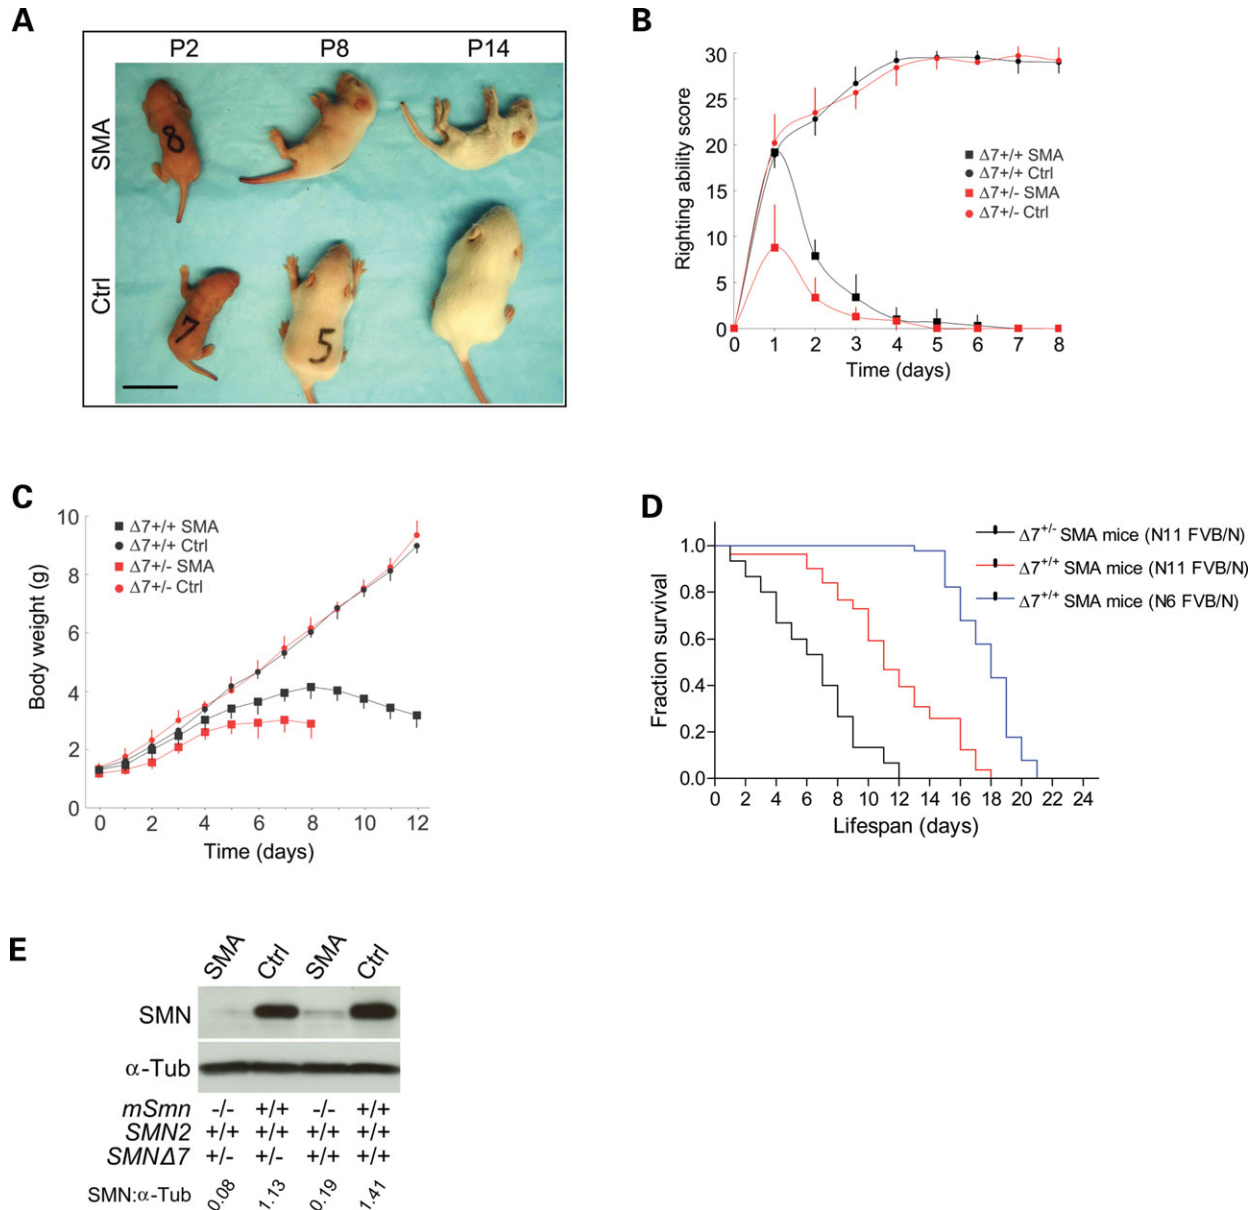 A
P2 P8 P14
SMA
Ctrl
8
7
5
B
Righting ability score
30
25
20
15
10
5
0
0 1 2 3 4 5 6 7 8
Time (days)
Δ7+/+ SMA
Δ7+/+ Ctrl
Δ7+/- SMA
Δ7+/- Ctrl
C
Body weight (g)
10
8
6
4
2
0
0 2 4 6 8 10 12
Time (days)
Δ7+/+ SMA
Δ7+/+ Ctrl
Δ7+/- SMA
Δ7+/- Ctrl
D
Fraction survival
1.0
0.8
0.6
0.4
0.2
0.0
0 2 4 6 8 10 12 14 16 18 20 22 24
Lifespan (days)
Δ7+/- SMA mice (N11 FVB/N)
Δ7+/+ SMA mice (N11 FVB/N)
Δ7+/+ SMA mice (N6 FVB/N)
E
SMA Ctrl SMA Ctrl
SMN
α-Tub
mSmn -/- +/+ -/- +/+
SMN2 +/+ +/+ +/+ +/+
SMNΔ7 +/- +/- +/+ +/+
SMN:α-Tub 0.08 1.13 0.19 1.41